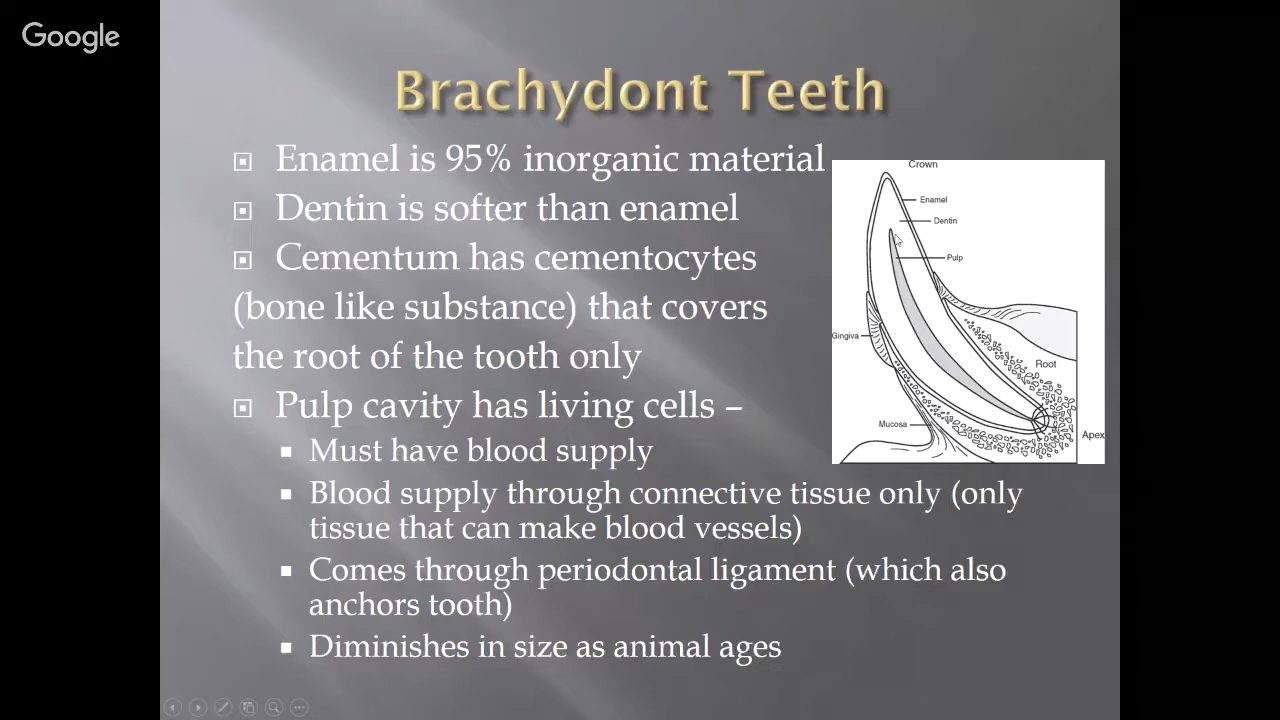 Google
Brachydont Teeth
Enamel is 95% inorganic material
Dentin is softer than enamel
Cementum has cementocytes
(bone like substance) that covers
the root of the tooth only
Pulp cavity has living cells –
Must have blood supply
Blood supply through connective tissue only (only
tissue that can make blood vessels)
Comes through periodontal ligament (which also
anchors tooth)
Diminishes in size as animal ages
Crown
Enamel
Dentin
Pulp
Gingiva
Root
Mucosa
Apex